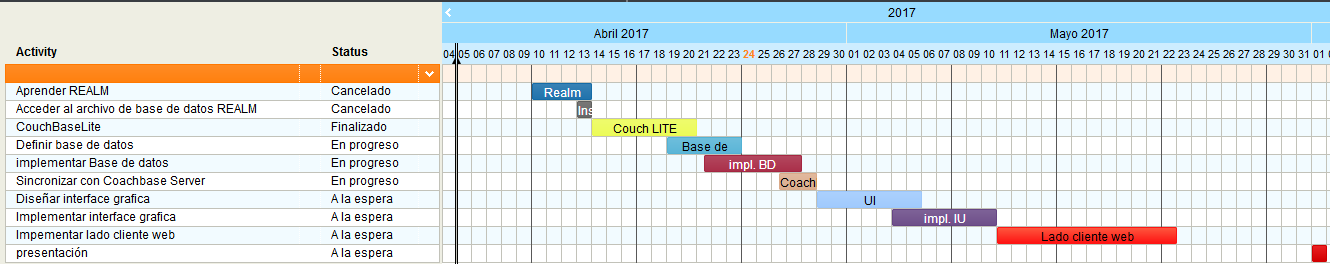 2017
Abril 2017 Mayo 2017
Activity Status 04 05 06 07 08 09 10 11 12 13 14 15 16 17 18 19 20 21 22 23 24 25 26 27 28 29 30 01 02 03 04 05 06 07 08 09 10 11 12 13 14 15 16 17 18 19 20 21 22 23 24 25 26 27 28 29 30 31 01 0
Aprender REALM Cancelado Realm
Acceder al archivo de base de datos REALM Cancelado Ins
CouchBaseLite Finalizado Couch LITE
Definir base de datos En progreso Base de
implementar Base de datos En progreso impl. BD
Sincronizar con Coachbase Server En progreso Coach
Diseñar interface grafica A la espera UI
Implementar interface grafica A la espera impl. IU
Impementar lado cliente web A la espera Lado cliente web
presentación A la espera